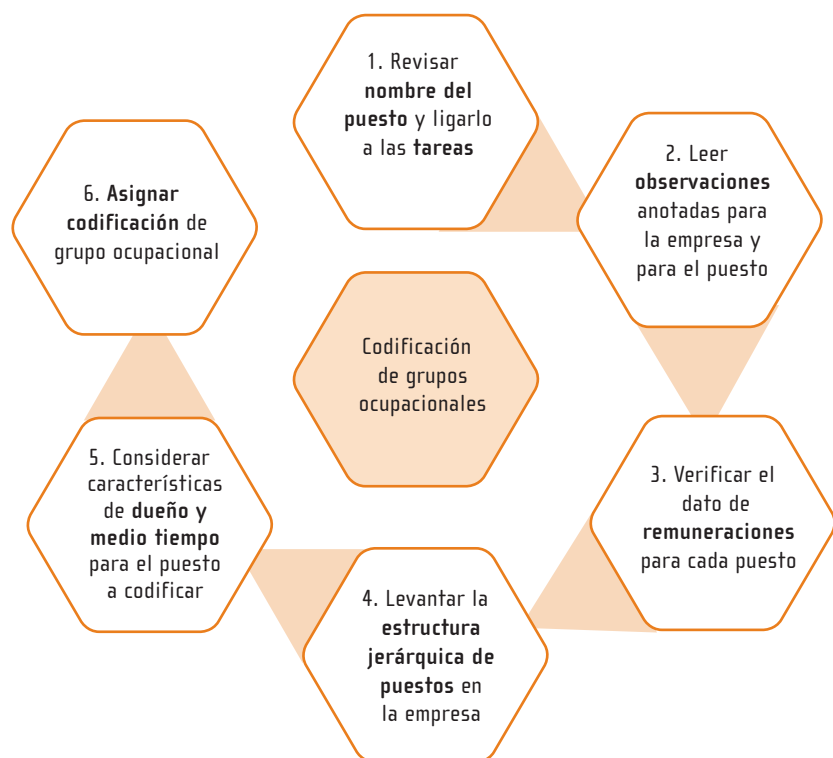 1. Revisar
nombre del
puesto y ligarlo
a las tareas
2. Leer
observaciones
anotadas para
la empresa y
para el puesto
3. Verificar el
dato de
remuneraciones
para cada puesto
4. Levantar la
estructura
jerárquica de
puestos en
la empresa
5. Considerar
características
de dueño y
medio tiempo
para el puesto
a codificar
6. Asignar
codificación de
grupo ocupacional
Codificación
de grupos
ocupacionales